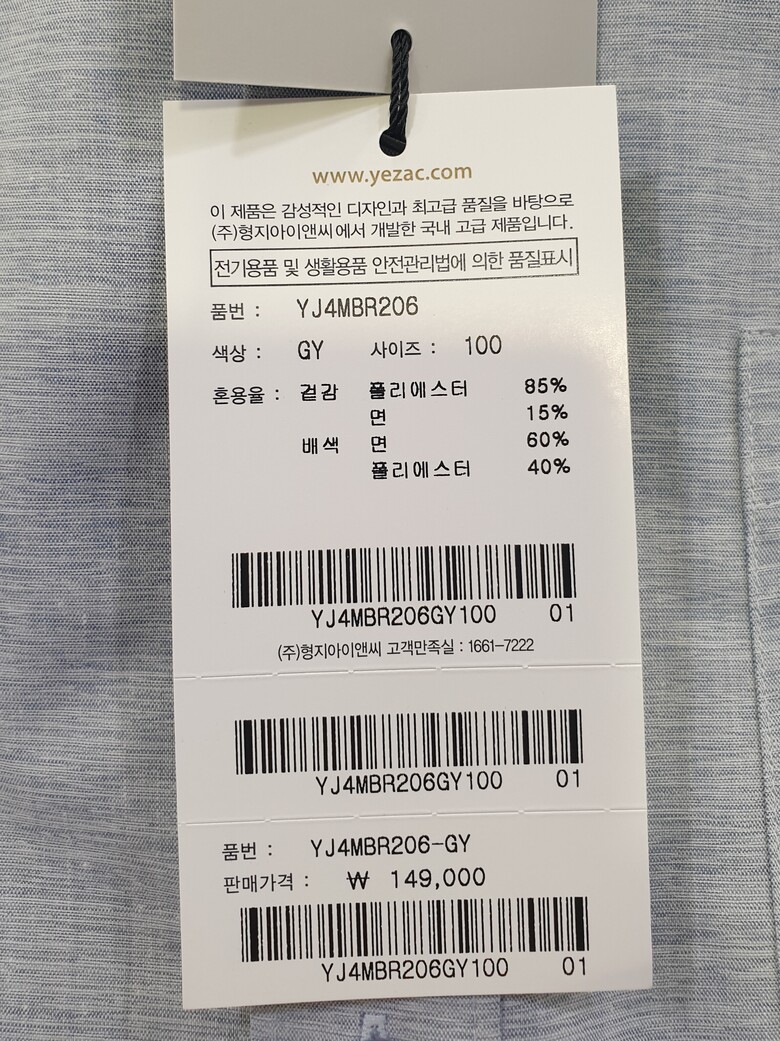 www.yezac.com
이 제품은 감성적인 디자인과 최고급 품질을 바탕으로
(주)형지아이앤씨에서 개발한 국내 고급 제품입니다.
전기용품 및 생활용품 안전관리법에 의한 품질표시
품번 : YJ4MBR206
색상 : GY 사이즈 : 100
혼용율 : 겉감 폴리에스터 85%
면 15%
배색 면 60%
폴리에스터 40%
YJ4MBR206GY100 01
(주)형지아이앤씨 고객만족실 : 1661-7222
YJ4MBR206GY100 01
품번 : YJ4MBR206-GY
판매가격 : ₩ 149,000
YJ4MBR206GY100 01